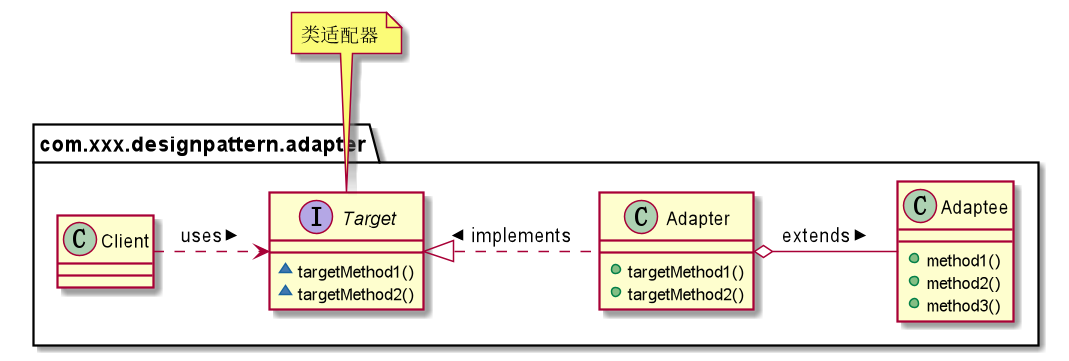 类适配器
com.xxx.designpattern.adapter
C Client
uses ►
I Target
targetMethod1()
targetMethod2()
◄ implements
C Adapter
targetMethod1()
targetMethod2()
extends ►
C Adaptee
method1()
method2()
method3()